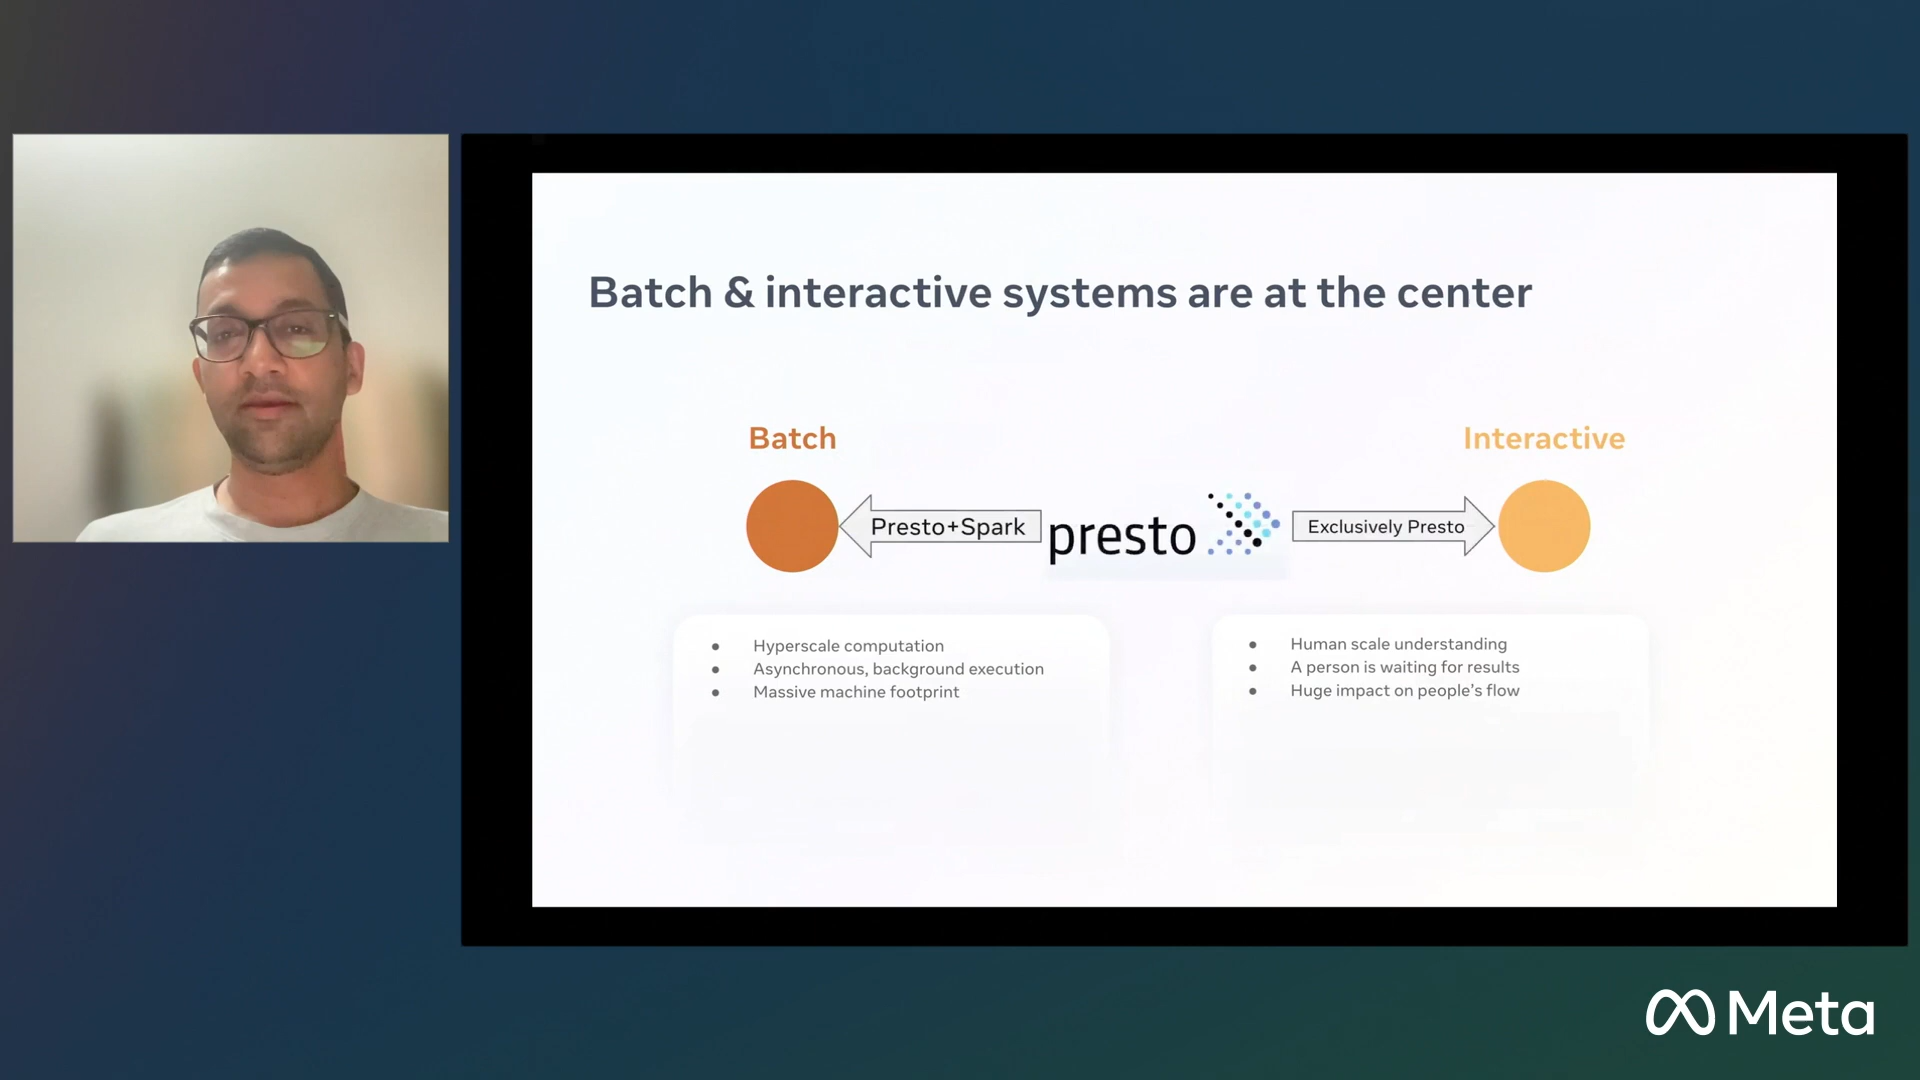 Batch & interactive systems are at the center
Batch
Interactive
Presto+Spark
presto
Exclusively Presto
Hyperscale computation
Asynchronous, background execution
Massive machine footprint
Human scale understanding
A person is waiting for results
Huge impact on people's flow
Meta